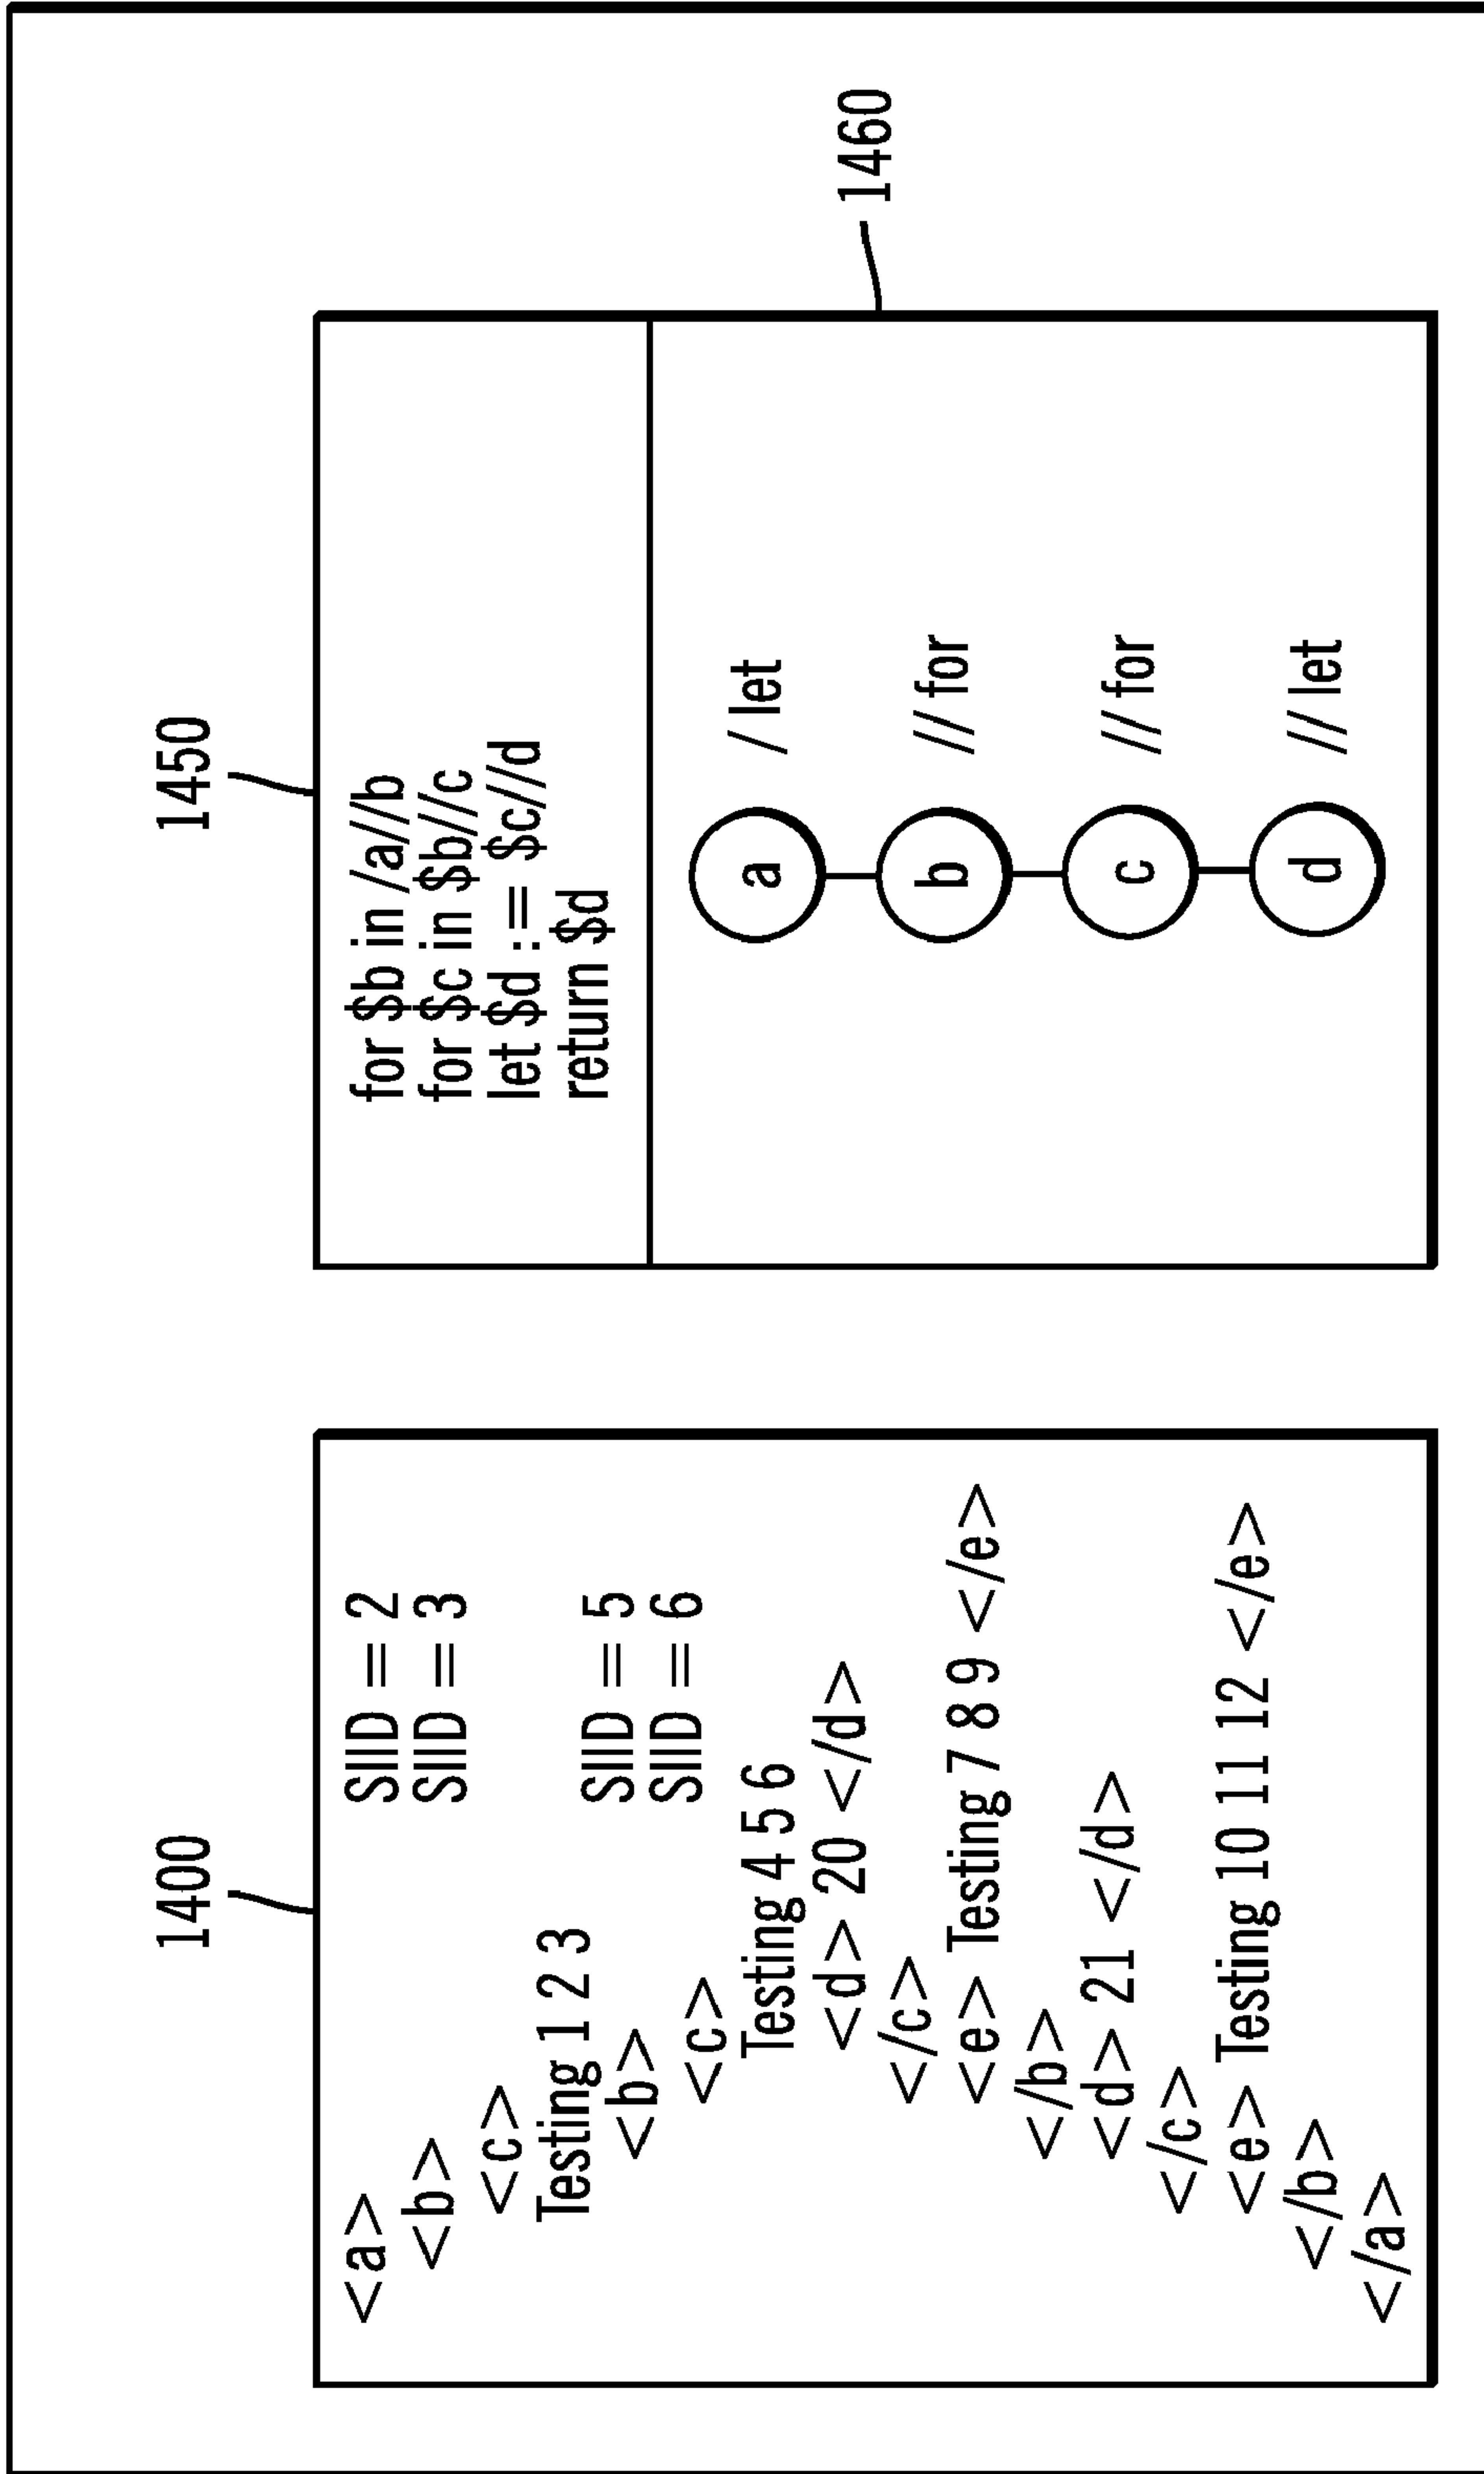 1400
<a>
SIID = 2
<b>
SIID = 3
<c>
Testing 1 2 3
<b>
SIID = 5
<c>
SIID = 6
Testing 4 5 6
<d> 20 </d>
</c>
<e> Testing 7 8 9 </e>
</b>
<d> 21 </d>
</c>
<e> Testing 10 11 12 </e>
</b>
</a>
1450
for $b in /a//b
for $c in $b//c
let $d := $c//d
return $d
1460
a / let
b // for
c // for
d // let